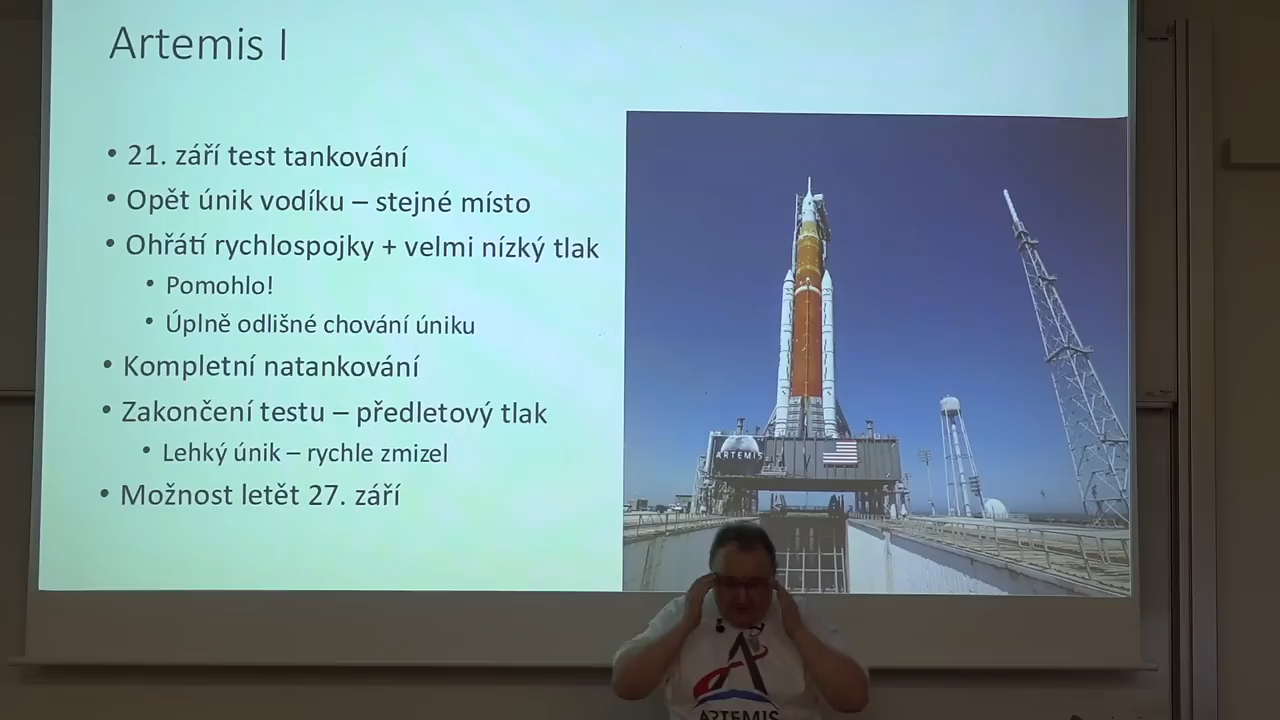 Artemis I
• 21. září test tankování
• Opět únik vodíku – stejné místo
• Ohřátí rychlospojky + velmi nízký tlak
• Pomohlo!
• Úplně odlišné chování úniku
• Kompletní natankování
• Zakončení testu – předletový tlak
• Lehký únik – rychle zmizel
• Možnost letět 27. září
ARTEMIS
ARTEMIS